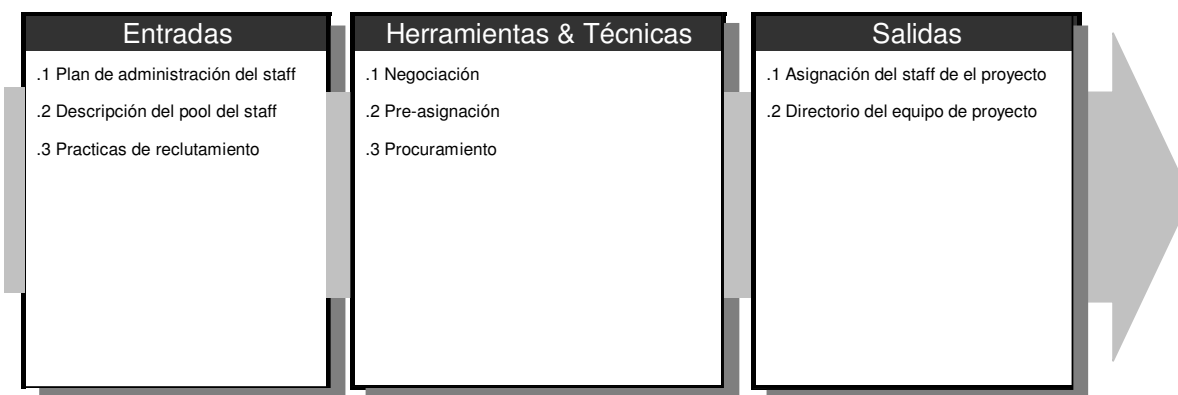 Entradas
.1 Plan de administración del staff
.2 Descripción del pool del staff
.3 Practicas de reclutamiento
Herramientas & Técnicas
.1 Negociación
.2 Pre-asignación
.3 Procuramiento
Salidas
.1 Asignación del staff de el proyecto
.2 Directorio del equipo de proyecto